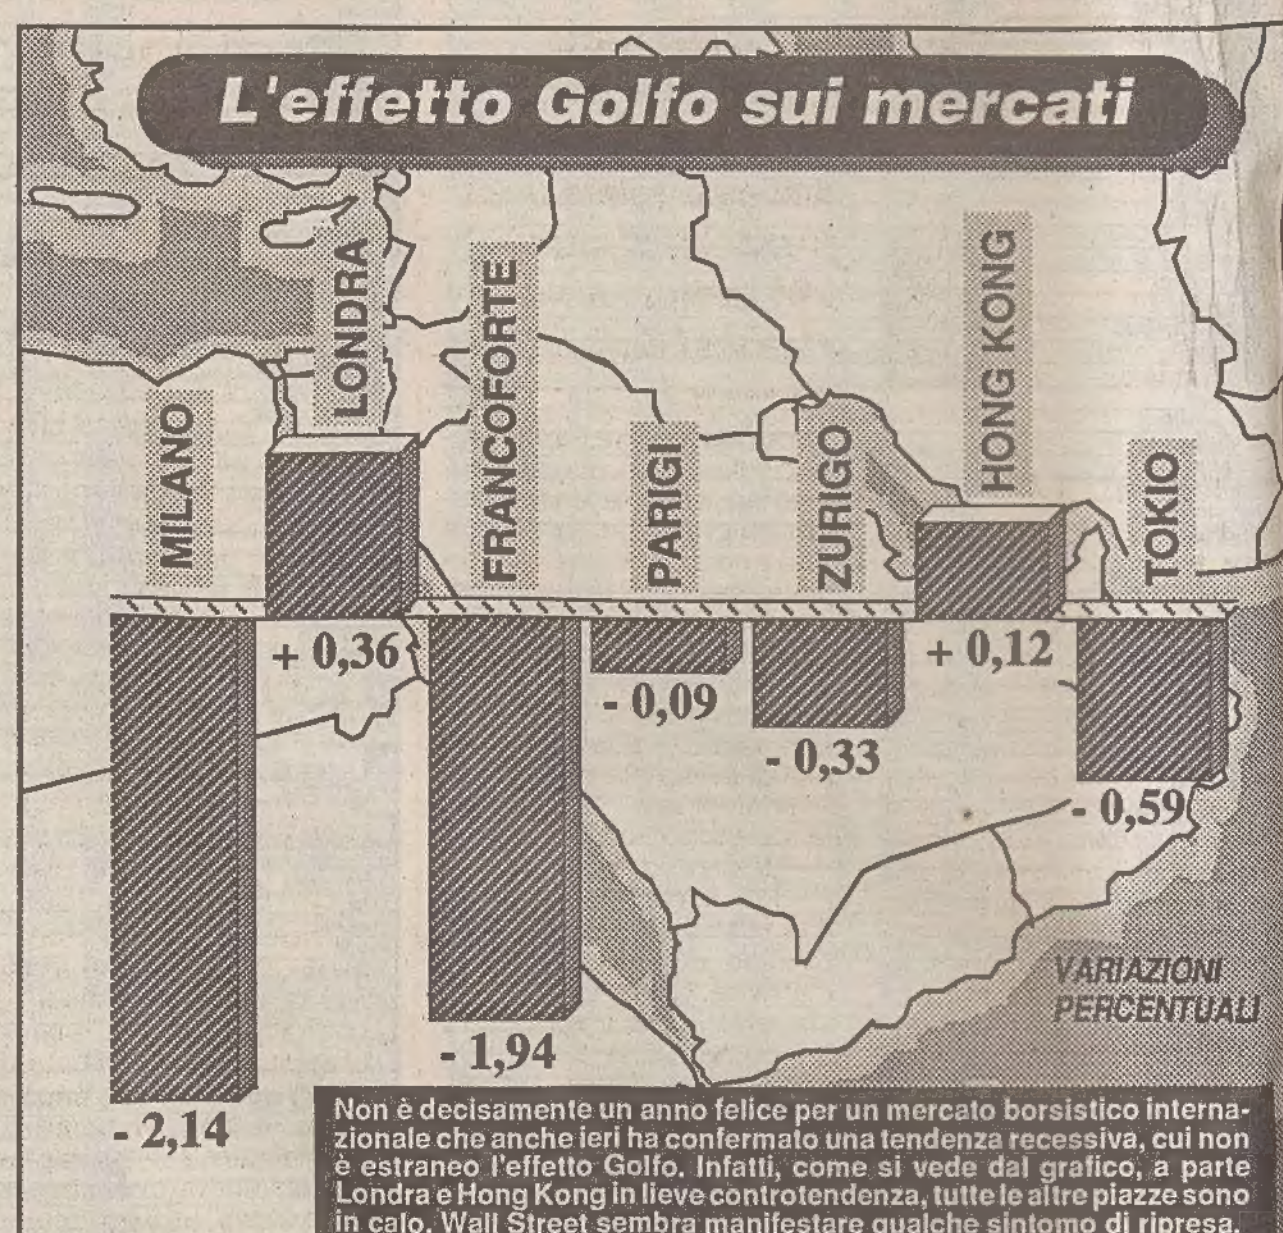 L'effetto Golfo sui mercati
MILANO
LONDRA
FRANCOFORTE
PARIGI
ZURIGO
HONG KONG
TOKIO
+ 0,36
- 0,09
- 0,33
+ 0,12
- 0,59
- 1,94
- 2,14
VARIAZIONI
PERCENTUALI
Non è decisamente un anno felice per un mercato borsistico interna-
zionale che anche ieri ha confermato una tendenza recessiva, cui non
è estraneo l'effetto Golfo. Infatti, come si vede dal grafico, a parte
Londra e Hong Kong in lieve controtendenza, tutte le altre piazze sono
in calo. Wall Street sembra manifestare qualche sintomo di ripresa.